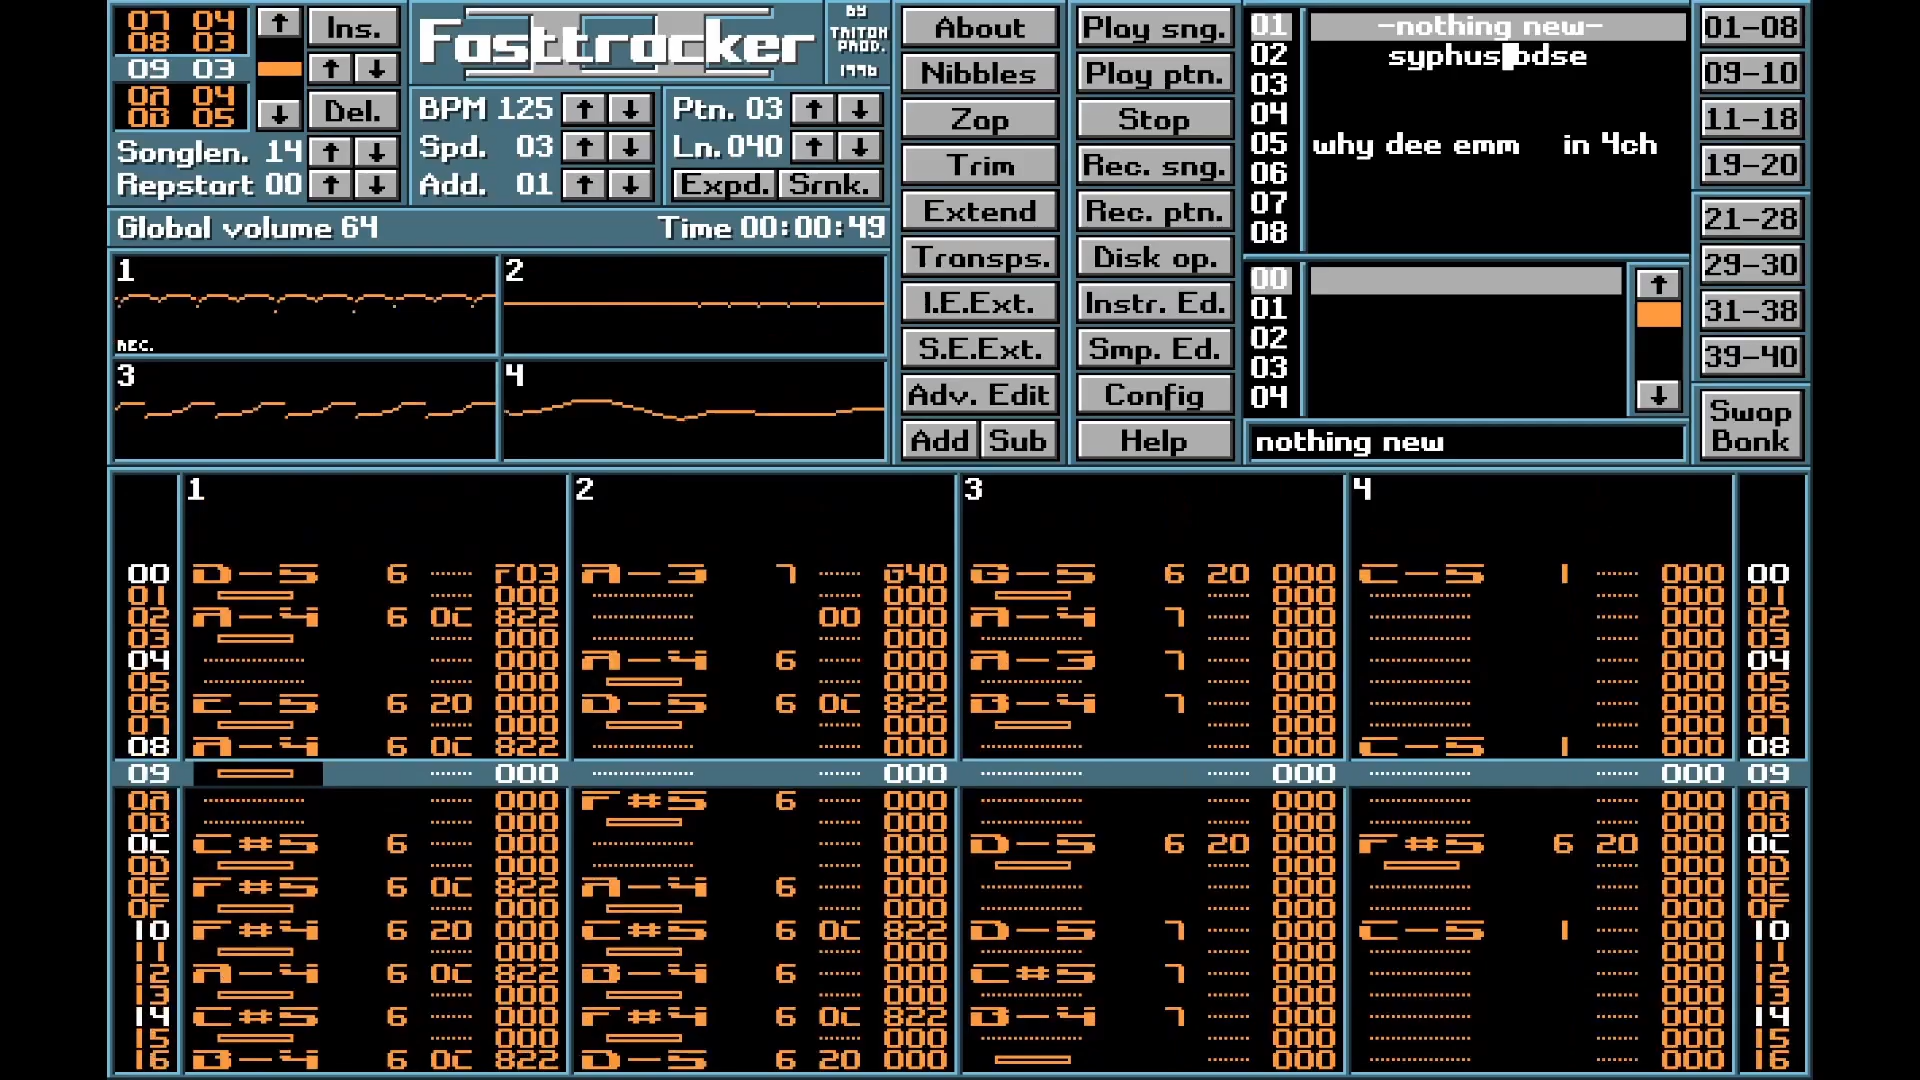 07 04
08 03
09 03
0A 04
0B 05
Ins.
Del.
Songlen. 14
Repstart 00
Fasttracker
BY
TRITON
PROD.
1996
BPM 125
Spd. 03
Add. 01
Ptn. 03
Ln. 040
Expd. Srnk.
Global volume 64 Time 00:00:49
1
REC.
2
3
4
About
Nibbles
Zap
Trim
Extend
Transps.
I.E.Ext.
S.E.Ext.
Adv. Edit
Add Sub
Play sng.
Play ptn.
Stop
Rec. sng.
Rec. ptn.
Disk op.
Instr. Ed.
Smp. Ed.
Config
Help
01 -nothing new-
02 syphus bdse
03
04
05 why dee emm in 4ch
06
07
08
00
01
02
03
04
nothing new
01-08
09-10
11-18
19-20
21-28
29-30
31-38
39-40
Swap
Bank
1 2 3 4
00 D-5 6 F03 A-3 7 G40 G-5 6 20 000 C-5 1 000 00
01 000 000 000 000 01
02 A-4 6 0C 822 00 000 A-4 7 000 000 02
03 000 000 000 000 03
04 000 A-4 6 000 A-3 7 000 000 04
05 000 000 000 000 05
06 E-5 6 20 000 D-5 6 0C 822 B-4 7 000 000 06
07 000 000 000 000 07
08 A-4 6 0C 822 000 000 C-5 1 000 08
09 000 000 000 000 09
0A 000 F#5 6 000 000 000 0A
0B 000 000 000 000 0B
0C C#5 6 000 000 D-5 6 20 000 F#5 6 20 000 0C
0D 000 000 000 000 0D
0E F#5 6 0C 822 A-4 6 000 000 000 0E
0F 000 000 000 000 0F
10 F#4 6 20 000 C#5 6 0C 822 D-5 7 000 C-5 1 000 10
11 000 000 000 000 11
12 A-4 6 0C 822 B-4 6 000 C#5 7 000 000 12
13 000 000 000 000 13
14 C#5 6 000 F#4 6 0C 822 B-4 7 000 000 14
15 000 000 000 000 15
16 B-4 6 0C 822 D-5 6 20 000 000 000 16